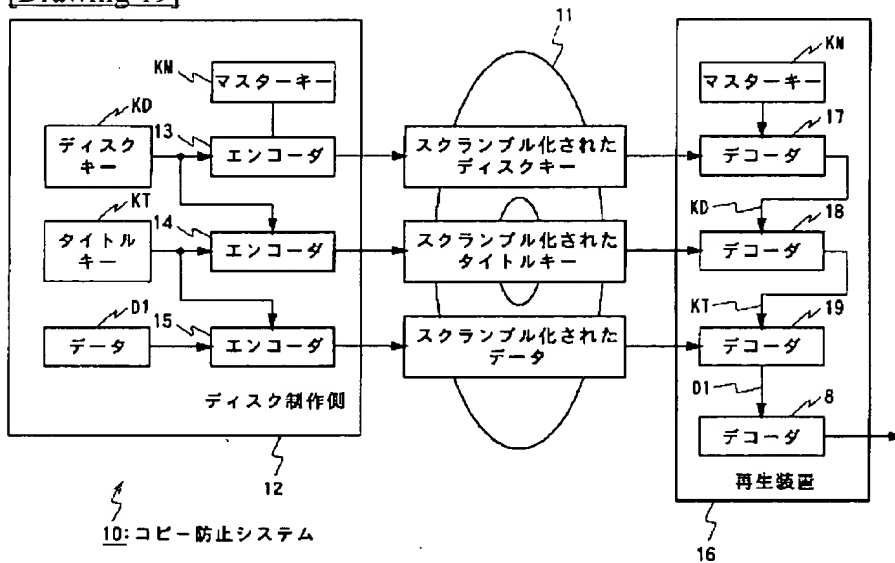 [Drawing 19]
11
KM
マスターキー
KD
13
ディスク
キー
エンコーダ
スクランブル化された
ディスクキー
KM
マスターキー
17
デコーダ
KT
14
タイトル
キー
エンコーダ
スクランブル化された
タイトルキー
KD
18
デコーダ
D1
15
データ
エンコーダ
スクランブル化された
データ
KT
19
デコーダ
D1
8
デコーダ
ディスク制作側
再生装置
12
16
10:コピー防止システム